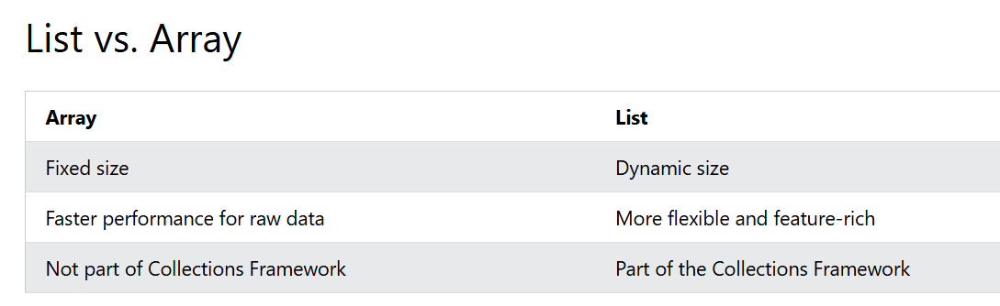 List vs. Array
Array List
Fixed size Dynamic size
Faster performance for raw data More flexible and feature-rich
Not part of Collections Framework Part of the Collections Framework